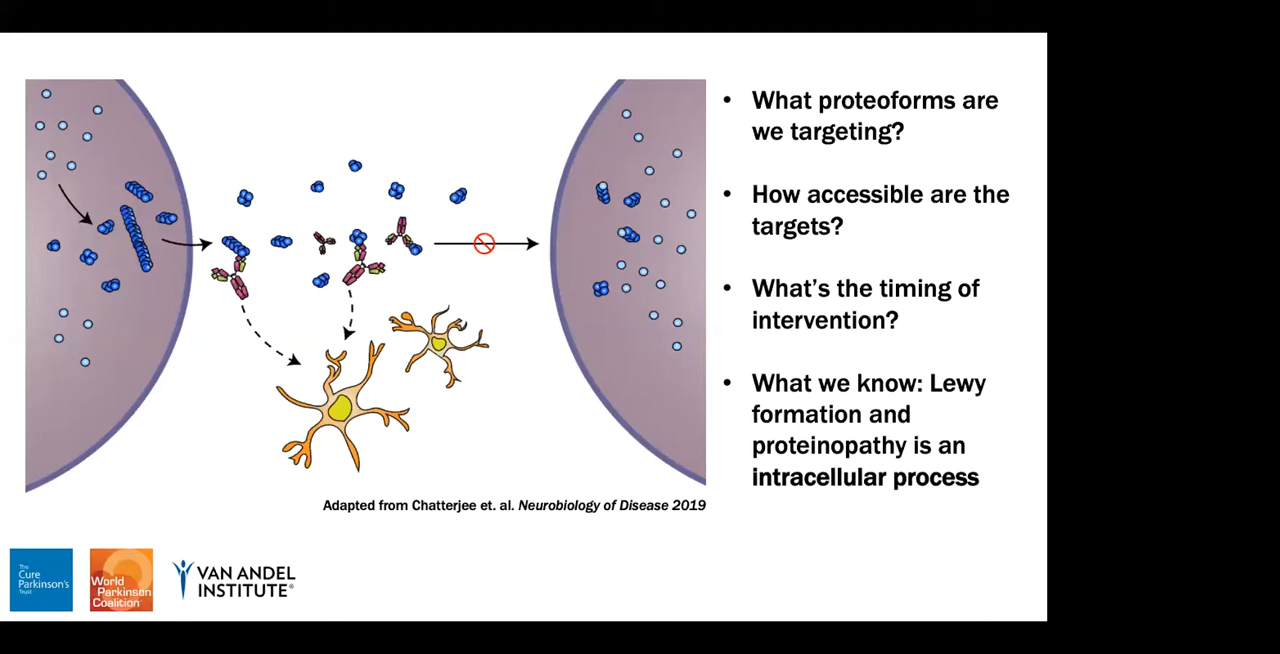 • What proteoforms are
we targeting?
• How accessible are the
targets?
• What's the timing of
intervention?
• What we know: Lewy
formation and
proteinopathy is an
intracellular process
Adapted from Chatterjee et. al. Neurobiology of Disease 2019
The
Cure
Parkinson's
Trust
World
Parkinson
Coalition
VAN ANDEL
INSTITUTE®